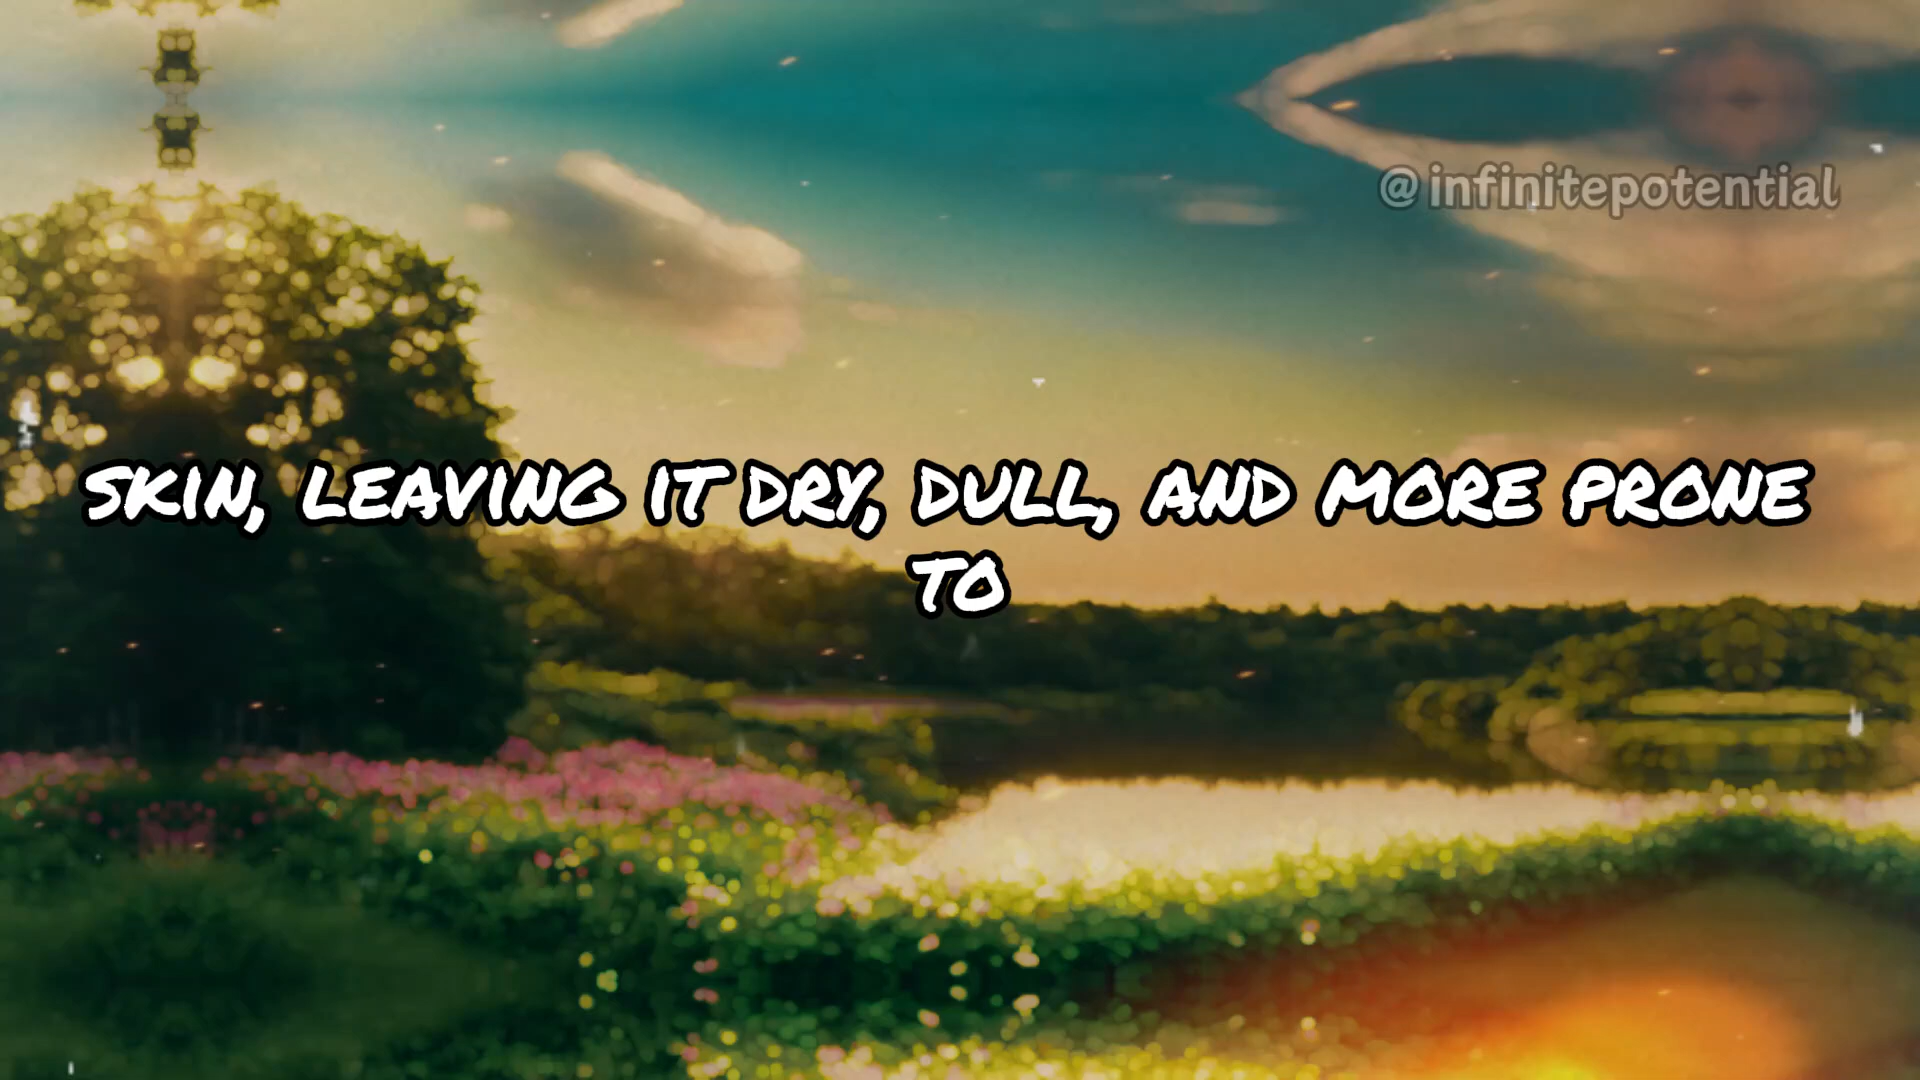 @infinitepotential
SKIN, LEAVING IT DRY, DULL, AND MORE PRONE
TO